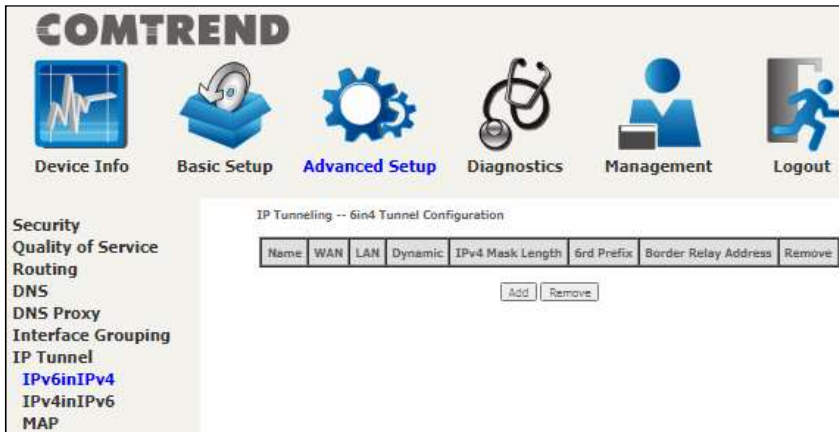 COMTREND
Device Info Basic Setup Advanced Setup Diagnostics Management Logout
Security
Quality of Service
Routing
DNS
DNS Proxy
Interface Grouping
IP Tunnel
IPv6inIPv4
IPv4inIPv6
MAP
IP Tunneling -- 6in4 Tunnel Configuration
Name WAN LAN Dynamic IPv4 Mask Length 6rd Prefix Border Relay Address Remove
Add Remove